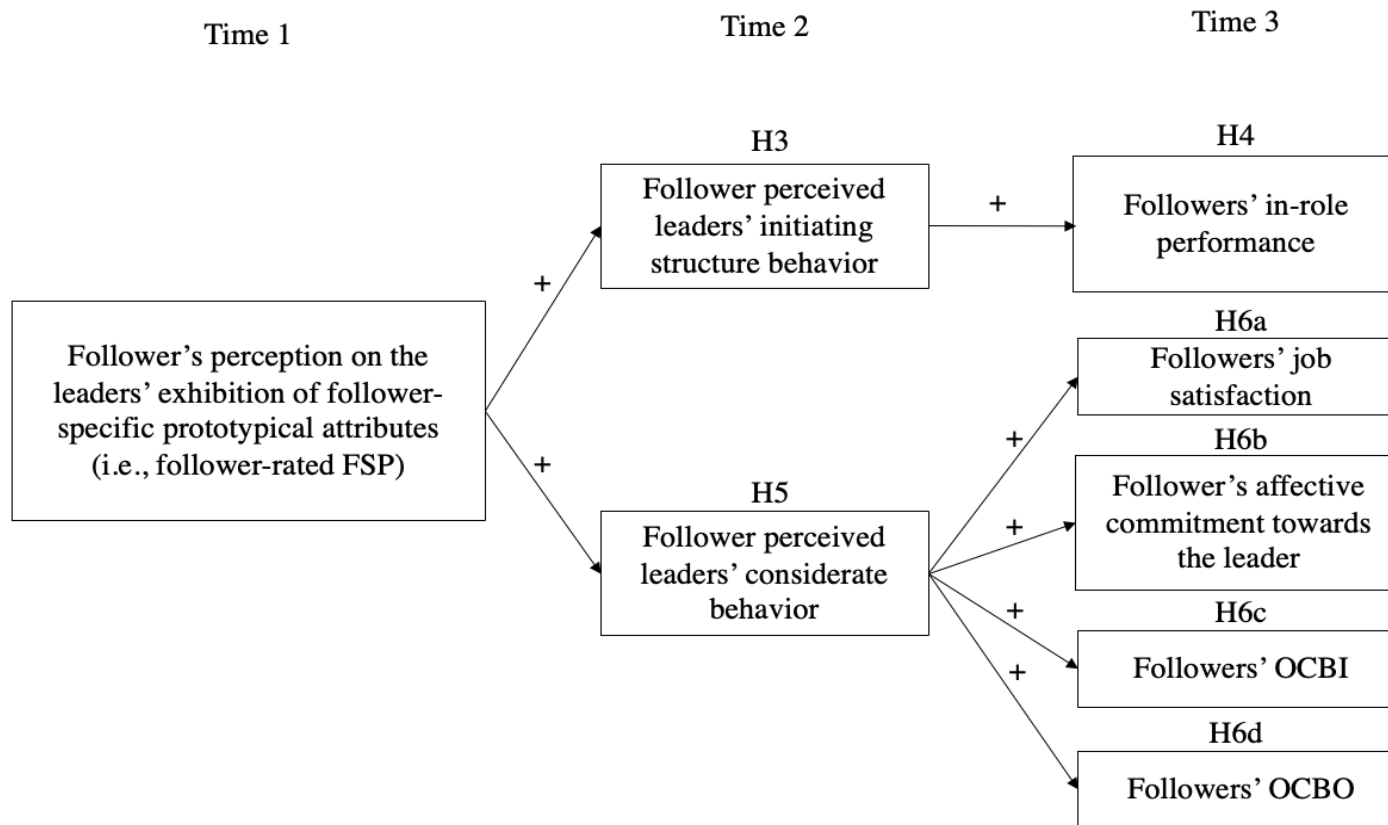 Time 1
Time 2
Time 3
H3
Follower perceived
leaders’ initiating
structure behavior
+
H4
Followers’ in-role
performance
+
Follower’s perception on the
leaders’ exhibition of follower-
specific prototypical attributes
(i.e., follower-rated FSP)
+
H5
Follower perceived
leaders’ considerate
behavior
H6a
Followers’ job
satisfaction
+
H6b
Follower’s affective
commitment towards
the leader
+
H6c
Followers’ OCBI
+
H6d
Followers’ OCBO
+